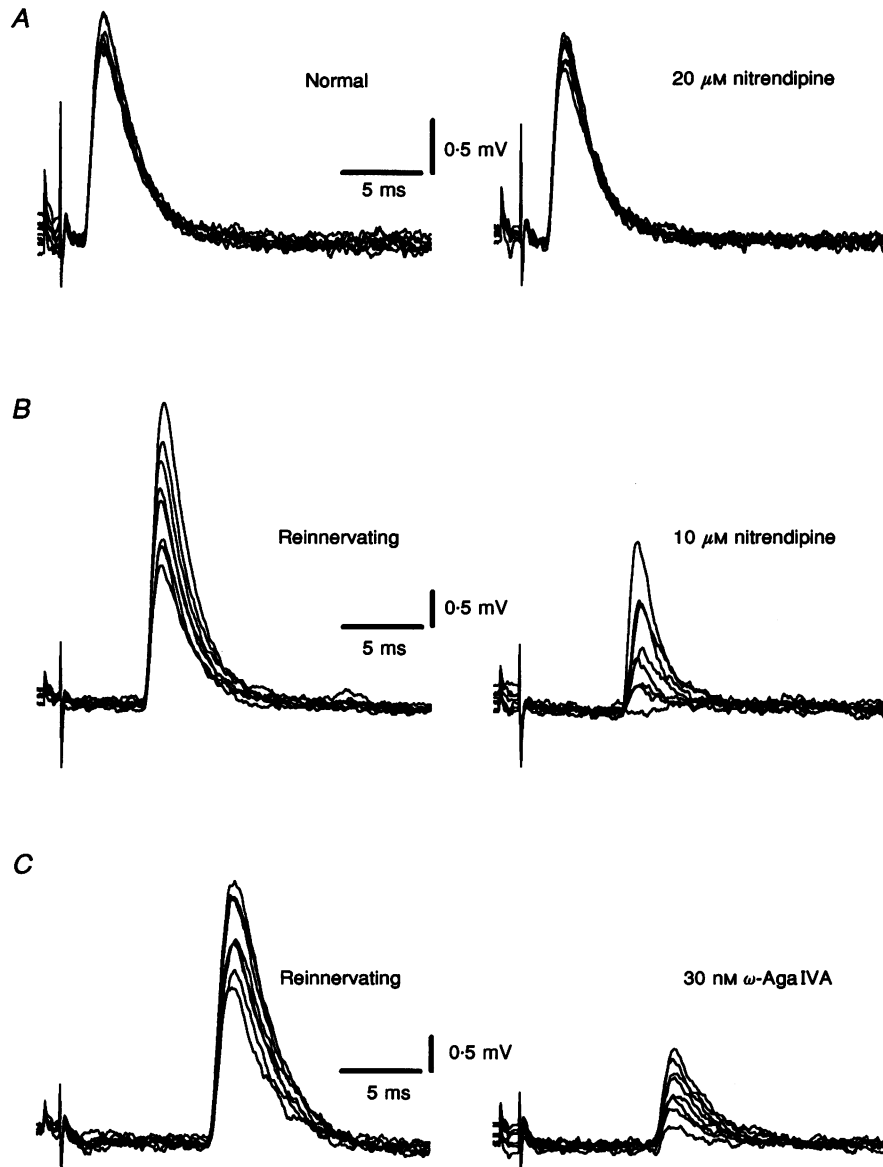 A
Normal
20 μM nitrendipine
0·5 mV
5 ms
B
Reinnervating
10 μM nitrendipine
0·5 mV
5 ms
C
Reinnervating
30 nM ω-Aga IVA
0·5 mV
5 ms